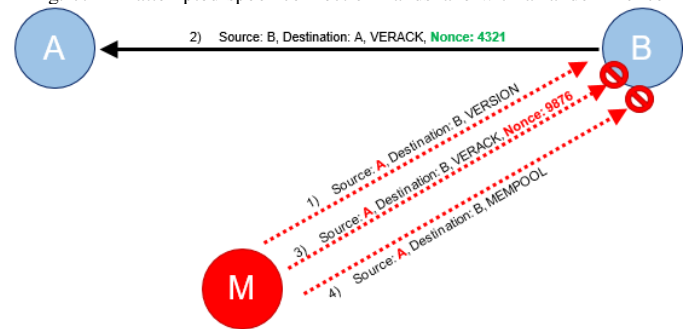 A
B
2) Source: B, Destination: A, VERACK, Nonce: 4321
1) Source: A, Destination: B, VERSION
3) Source: A, Destination: B, VERACK, Nonce: 9876
4) Source: A, Destination: B, MEMPOOL
M